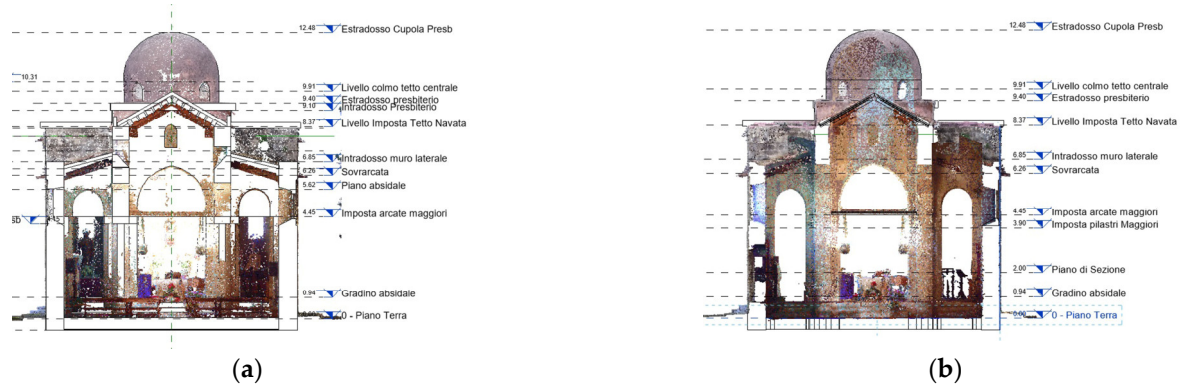 12.48 Estradosso Cupola Presb
10.31
9.91 Livello colmo tetto centrale
9.40 Estradosso presbiterio
9.10 Intradosso Presbiterio
8.37 Livello Imposta Tetto Navata
6.85 Intradosso muro laterale
6.26 Sovrarcata
5.62 Piano absidale
4.45 Imposta arcate maggiori
0.94 Gradino absidale
0.00 0 - Piano Terra
(a)
12.48 Estradosso Cupola Presb
9.91 Livello colmo tetto centrale
9.40 Estradosso presbiterio
8.37 Livello Imposta Tetto Navata
6.85 Intradosso muro laterale
6.26 Sovrarcata
4.45 Imposta arcate maggiori
3.90 Imposta pilastri Maggiori
2.00 Piano di Sezione
0.94 Gradino absidale
0.00 0 - Piano Terra
(b)